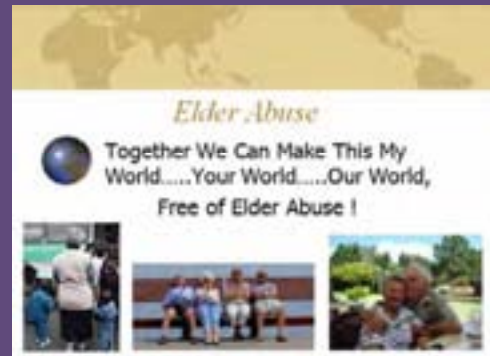 Elder Abuse
Together We Can Make This My
World.....Your World.....Our World,
Free of Elder Abuse !